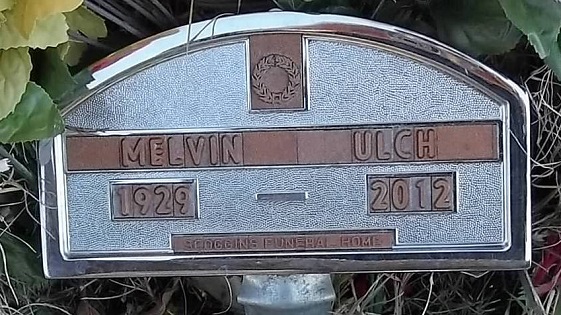 MELVIN ULCH
1929 — 2012
SCOGGINS FUNERAL HOME